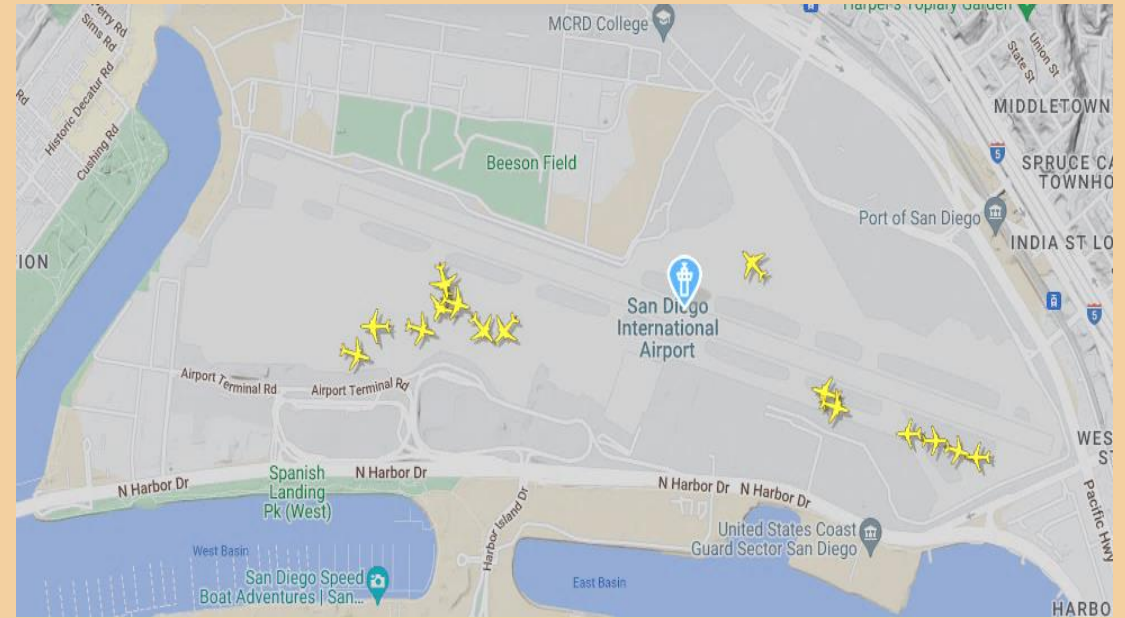 Harper's Topiary Garden
MCRD College
Perry Rd
Sims Rd
Union St
State St
Historic Decatur Rd
Rd
Cushing Rd
MIDDLETOWN
5
SPRUCE CA
TOWNHO
Beeson Field
Port of San Diego
INDIA ST LO
ION
5
San Diego
International
Airport
Airport Terminal Rd
Airport Terminal Rd
WES
ST
N Harbor Dr
N Harbor Dr
N Harbor Dr
N Harbor Dr
Spanish
Landing
Pk (West)
Harbor Island Dr
Pacific Hwy
United States Coast
Guard Sector San Diego
West Basin
East Basin
San Diego Speed
Boat Adventures | San...
HARBO